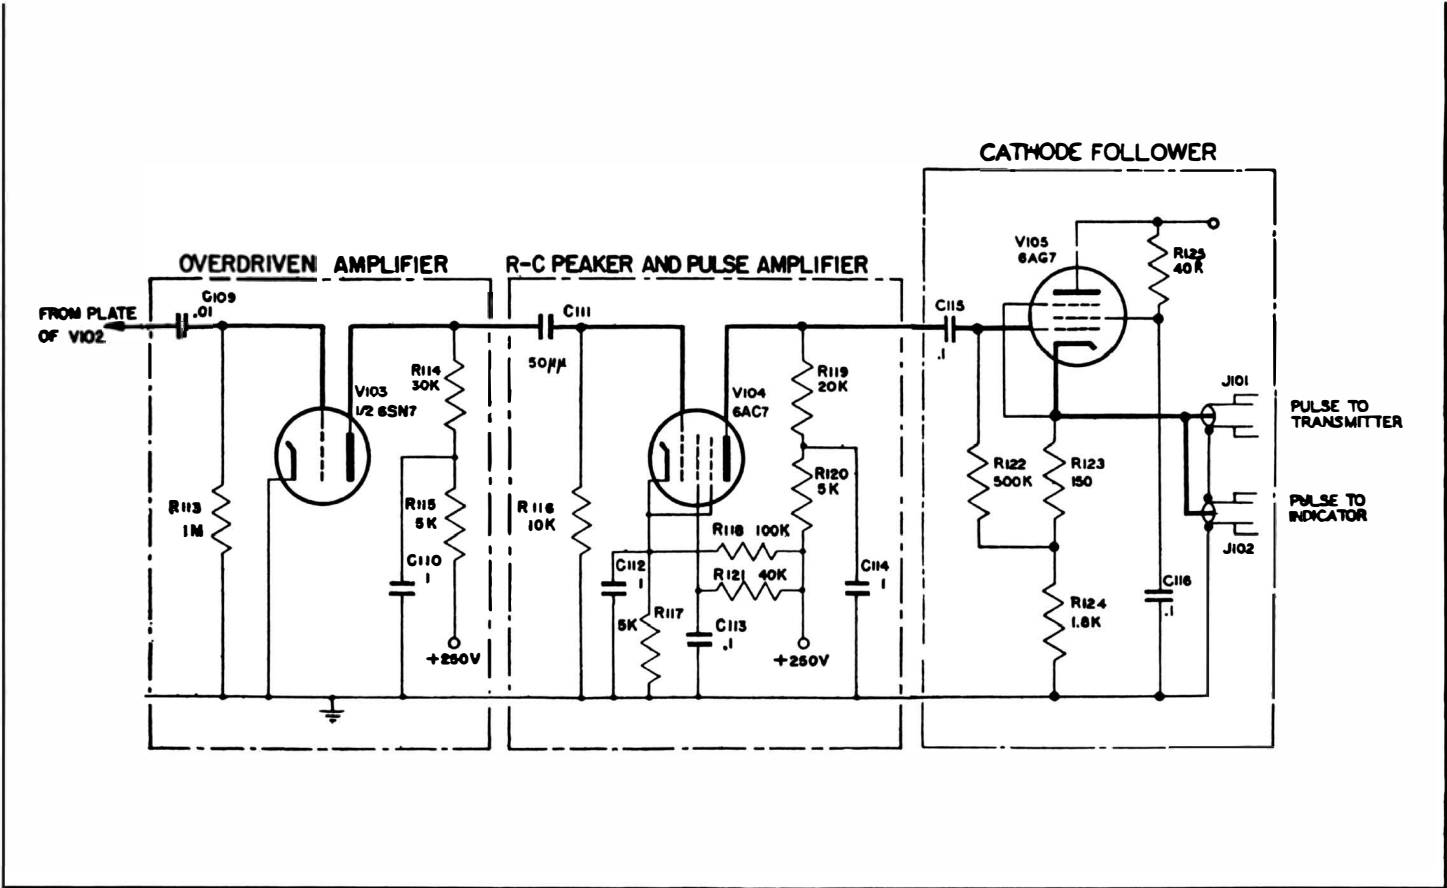 CATHODE FOLLOWER
OVERDRIVEN AMPLIFIER
R-C PEAKER AND PULSE AMPLIFIER
FROM PLATE
OF V102
C109
.01
R113
1M
V103
1/2 6SN7
R114
30K
R115
5K
C110
1
+250V
C111
50µµ
R116
10K
V104
6AC7
C112
1
R117
5K
R118 100K
R121 40K
C113
.1
R119
20K
R120
5K
C114
1
+250V
C115
.1
V105
6AG7
R125
40K
R122
500K
R123
150
R124
1.8K
C116
.1
J101
PULSE TO
TRANSMITTER
PULSE TO
INDICATOR
J102